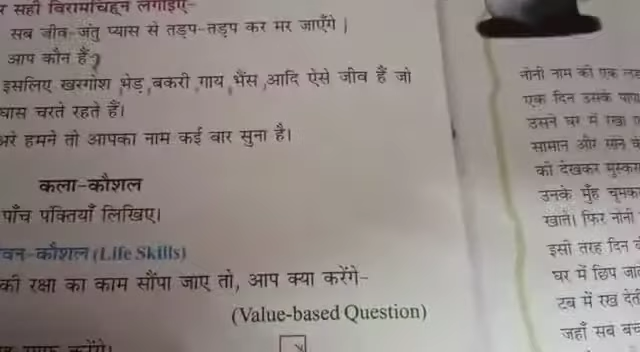 र सही विरामचिह्न लगाइए-
सब जीव-जंतु प्यास से तड़प-तड़प कर मर जाएँगे |
आप कौन हैं?
इसलिए खरगोश ,भेड़ ,बकरी ,गाय ,भैंस ,आदि ऐसे जीव हैं जो
घास चरते रहते हैं।
अरे हमने तो आपका नाम कई बार सुना है।
कला-कौशल
पाँच पंक्तियाँ लिखिए।
वन-कौशल (Life Skills)
की रक्षा का काम सौंपा जाए तो, आप क्या करेंगे-
(Value-based Question)
करेंगे।
नोनी नाम की एक
एक दिन उसके
उसने घर में रखा
सामान और सोने
को देखकर
उनके मुँह
खाते। फिर नोनी
इसी तरह दिन
घर में छिप
टब में रख
जहाँ सब